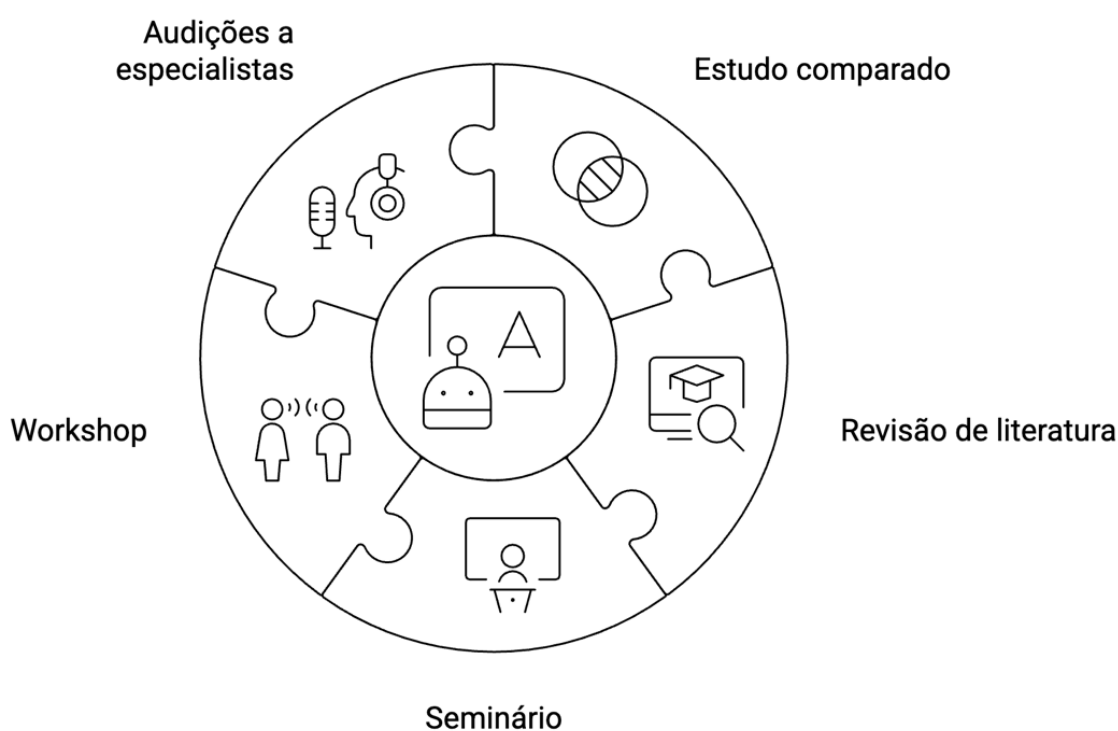 Audições a
especialistas
Estudo comparado
A
Workshop
Revisão de literatura
Seminário